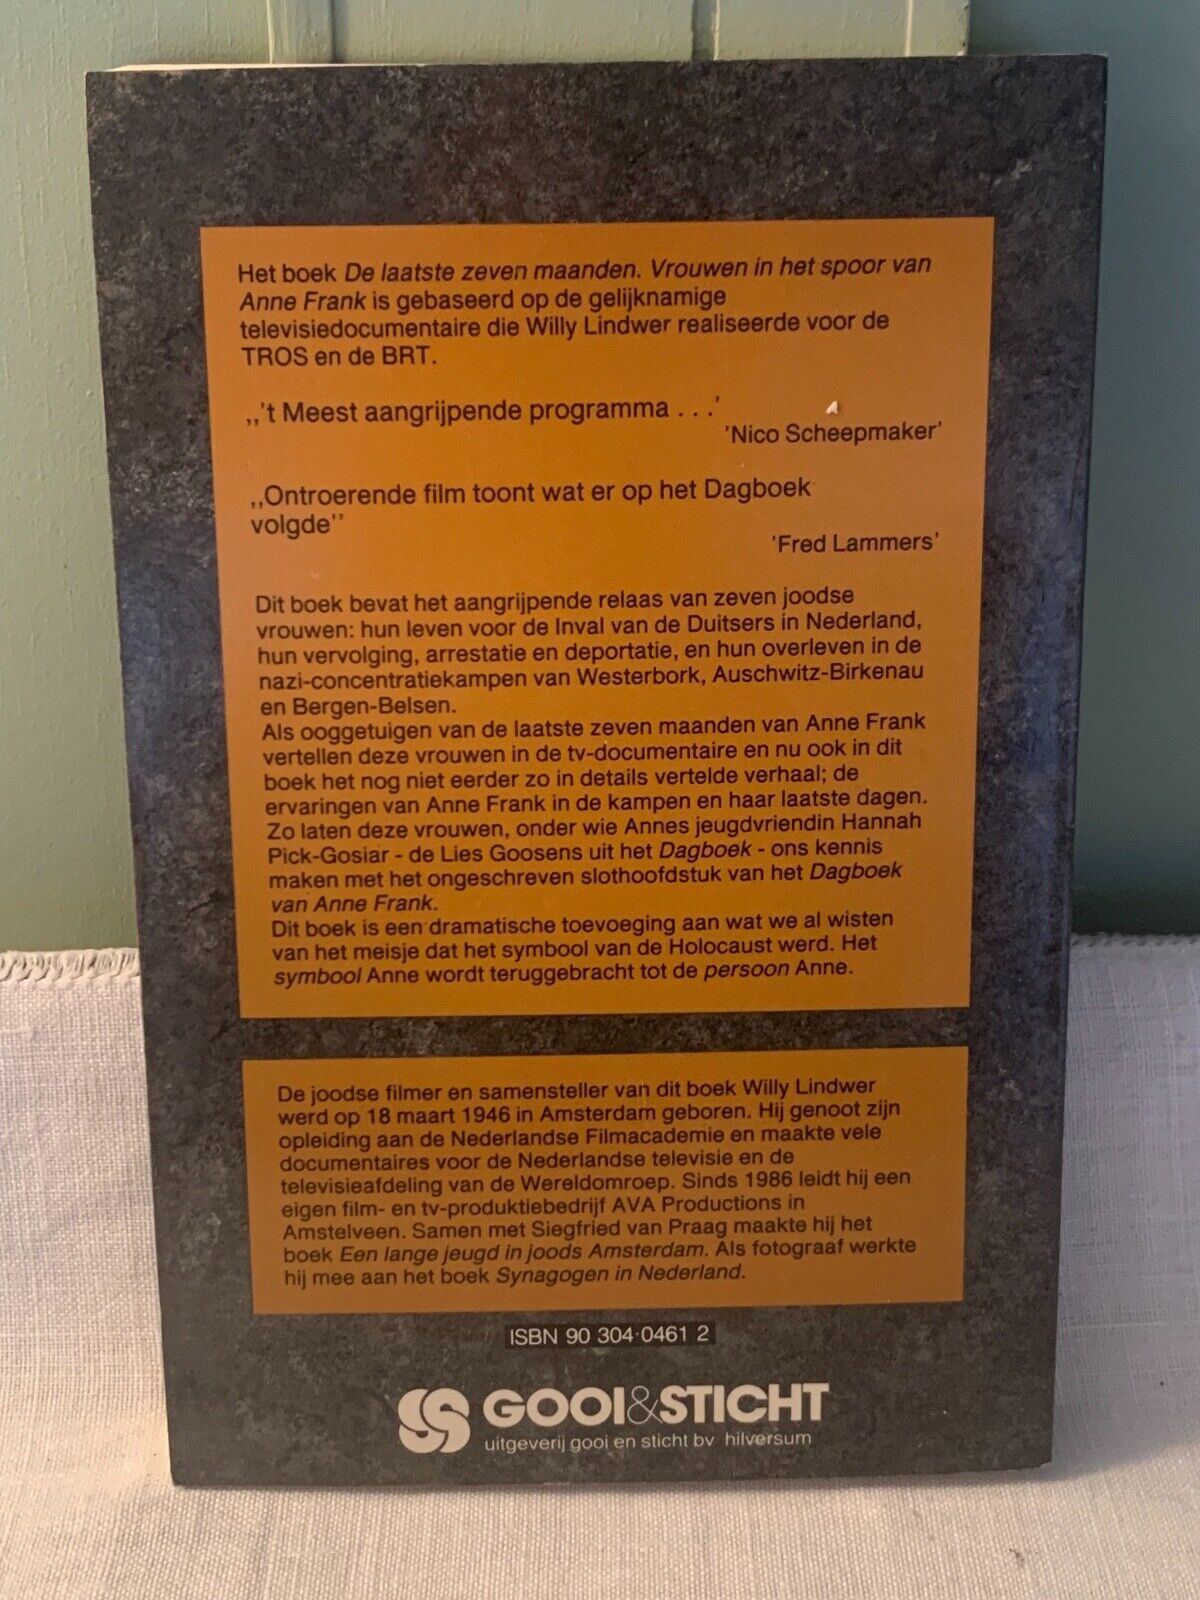 Het boek De laatste zeven maanden. Vrouwen in het spoor van
Anne Frank is gebaseerd op de gelijknamige
televisiedocumentaire die Willy Lindwer realiseerde voor de
TROS en de BRT.
,,'t Meest aangrijpende programma . . .'
'Nico Scheepmaker'
,,Ontroerende film toont wat er op het Dagboek
volgde''
'Fred Lammers'
Dit boek bevat het aangrijpende relaas van zeven joodse
vrouwen: hun leven voor de Inval van de Duitsers in Nederland,
hun vervolging, arrestatie en deportatie, en hun overleven in de
nazi-concentratiekampen van Westerbork, Auschwitz-Birkenau
en Bergen-Belsen.
Als ooggetuigen van de laatste zeven maanden van Anne Frank
vertellen deze vrouwen in de tv-documentaire en nu ook in dit
boek het nog niet eerder zo in details vertelde verhaal; de
ervaringen van Anne Frank in de kampen en haar laatste dagen.
Zo laten deze vrouwen, onder wie Annes jeugdvriendin Hannah
Pick-Goslar - de Lies Goosens uit het Dagboek - ons kennis
maken met het ongeschreven slothoofdstuk van het Dagboek
van Anne Frank.
Dit boek is een dramatische toevoeging aan wat we al wisten
van het meisje dat het symbool van de Holocaust werd. Het
symbool Anne wordt teruggebracht tot de persoon Anne.
De joodse filmer en samensteller van dit boek Willy Lindwer
werd op 18 maart 1946 in Amsterdam geboren. Hij genoot zijn
opleiding aan de Nederlandse Filmacademie en maakte vele
documentaires voor de Nederlandse televisie en de
televisieafdeling van de Wereldomroep. Sinds 1986 leidt hij een
eigen film- en tv-produktiebedrijf AVA Productions in
Amstelveen. Samen met Siegfried van Praag maakte hij het
boek Een lange jeugd in joods Amsterdam. Als fotograaf werkte
hij mee aan het boek Synagogen in Nederland.
ISBN 90 304 0461 2
GOOI&STICHT
uitgeverij gooi en sticht bv hilversum